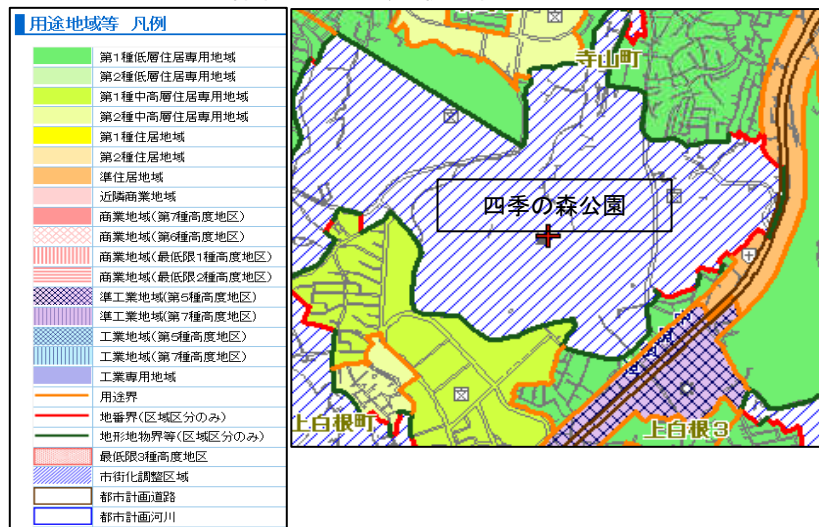 用途地域等 凡例
第1種低層住居専用地域
第2種低層住居専用地域
第1種中高層住居専用地域
第2種中高層住居専用地域
第1種住居地域
第2種住居地域
準住居地域
近隣商業地域
商業地域(第7種高度地区)
商業地域(第6種高度地区)
商業地域(最低限1種高度地区)
商業地域(最低限2種高度地区)
準工業地域(第5種高度地区)
準工業地域(第7種高度地区)
工業地域(第5種高度地区)
工業地域(第7種高度地区)
工業専用地域
用途界
地番界(区域区分のみ)
地形地物界等(区域区分のみ)
最低限3種高度地区
市街化調整区域
都市計画道路
都市計画河川
寺山町
四季の森公園
上白根町
上白根3